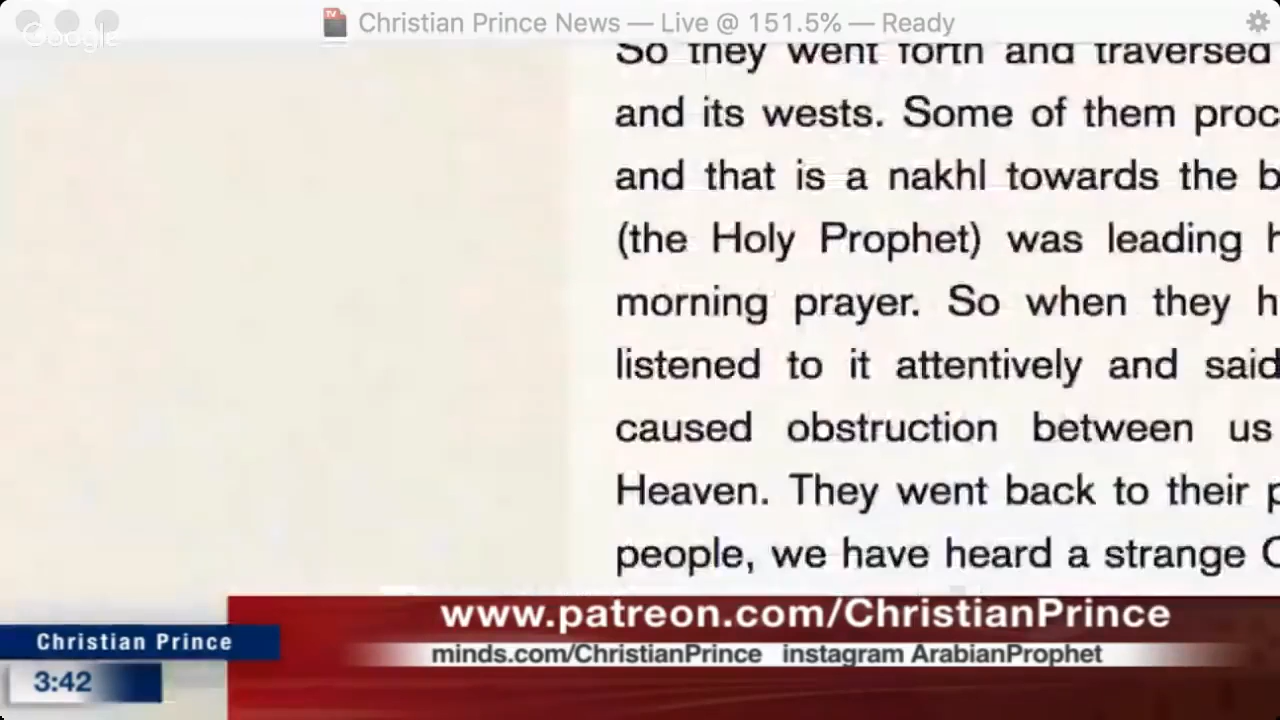 Christian Prince News — Live @ 151.5% — Ready
Google
So they went forth and traversed
and its wests. Some of them proc
and that is a nakhl towards the b
(the Holy Prophet) was leading h
morning prayer. So when they h
listened to it attentively and said
caused obstruction between us
Heaven. They went back to their p
people, we have heard a strange
www.patreon.com/ChristianPrince
Christian Prince
minds.com/ChristianPrince instagram ArabianProphet
3:42